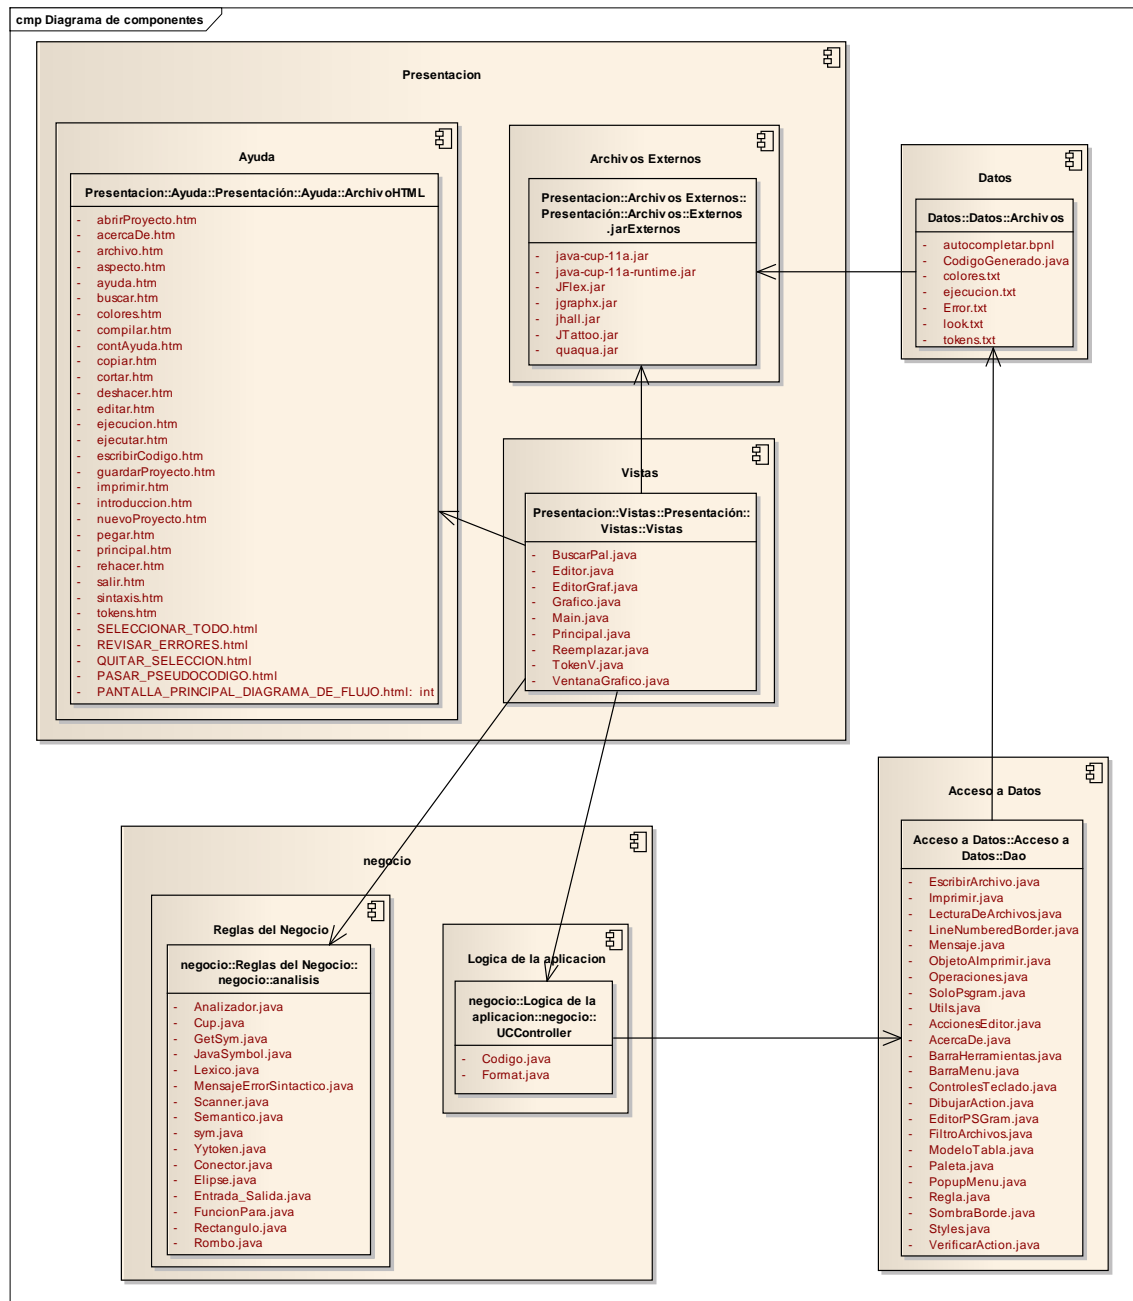 cmp Diagrama de componentes
Presentacion
Ayuda
Presentacion::Ayuda::Presentación::Ayuda::ArchivoHTML
- abrirProyecto.htm
- acercaDe.htm
- archivo.htm
- aspecto.htm
- ayuda.htm
- buscar.htm
- colores.htm
- compilar.htm
- contAyuda.htm
- copiar.htm
- cortar.htm
- deshacer.htm
- editar.htm
- ejecucion.htm
- ejecutar.htm
- escribirCodigo.htm
- guardarProyecto.htm
- imprimir.htm
- introduccion.htm
- nuevoProyecto.htm
- pegar.htm
- principal.htm
- rehacer.htm
- salir.htm
- sintaxis.htm
- tokens.htm
- SELECCIONAR_TODO.html
- REVISAR_ERRORES.html
- QUITAR_SELECCION.html
- PASAR_PSEUDOCODIGO.html
- PANTALLA_PRINCIPAL_DIAGRAMA_DE_FLUJO.html: int
Archivos Externos
Presentacion::Archivos Externos::
Presentación::Archivos::Externos
.jarExternos
- java-cup-11a.jar
- java-cup-11a-runtime.jar
- JFlex.jar
- jgraphx.jar
- jhall.jar
- JTattoo.jar
- quaqua.jar
Vistas
Presentacion::Vistas::Presentación::
Vistas::Vistas
- BuscarPal.java
- Editor.java
- EditorGraf.java
- Grafico.java
- Main.java
- Principal.java
- Reemplazar.java
- TokenV.java
- VentanaGrafico.java
Datos
Datos::Datos::Archivos
- autocompletar.bpnl
- CodigoGenerado.java
- colores.txt
- ejecucion.txt
- Error.txt
- look.txt
- tokens.txt
negocio
Reglas del Negocio
negocio::Reglas del Negocio::
negocio::analisis
- Analizador.java
- Cup.java
- GetSym.java
- JavaSymbol.java
- Lexico.java
- MensajeErrorSintactico.java
- Scanner.java
- Semantico.java
- sym.java
- Yytoken.java
- Conector.java
- Elipse.java
- Entrada_Salida.java
- FuncionPara.java
- Rectangulo.java
- Rombo.java
Logica de la aplicacion
negocio::Logica de la
aplicacion::negocio::
UCController
- Codigo.java
- Format.java
Acceso a Datos
Acceso a Datos::Acceso a
Datos::Dao
- EscribirArchivo.java
- Imprimir.java
- LecturaDeArchivos.java
- LineNumberedBorder.java
- Mensaje.java
- ObjetoAImprimir.java
- Operaciones.java
- SoloPsgram.java
- Utils.java
- AccionesEditor.java
- AcercaDe.java
- BarraHerramientas.java
- BarraMenu.java
- ControlesTeclado.java
- DibujarAction.java
- EditorPSGram.java
- FiltroArchivos.java
- ModeloTabla.java
- Paleta.java
- PopupMenu.java
- Regla.java
- SombraBorde.java
- Styles.java
- VerificarAction.java